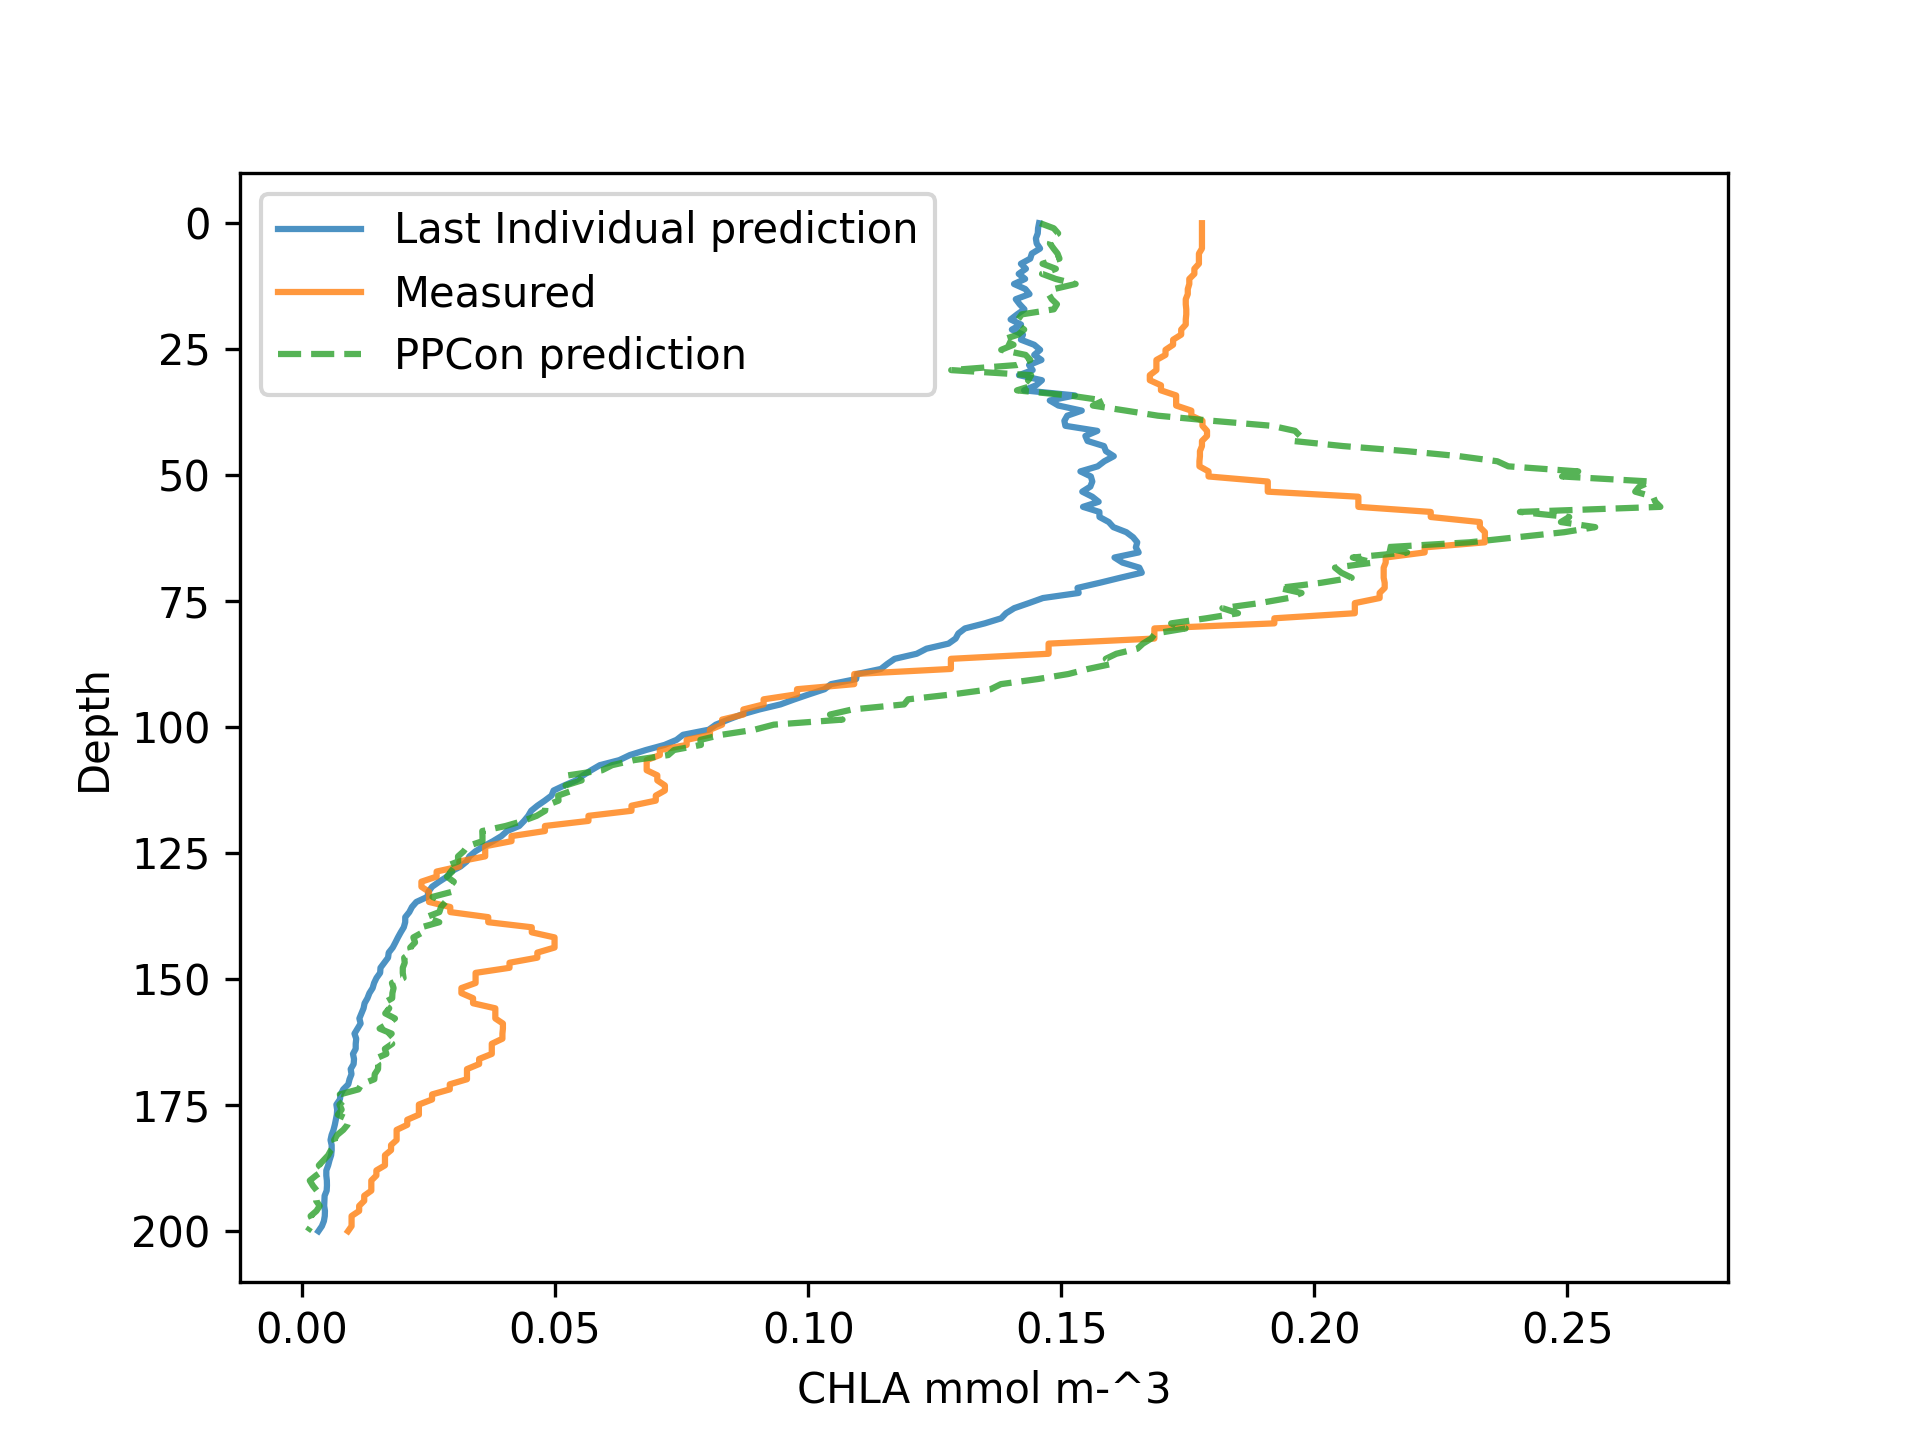 Last Individual prediction
Measured
PPCon prediction
0
25
50
75
100
125
150
175
200
Depth
0.00 0.05 0.10 0.15 0.20 0.25
CHLA mmol m-^3